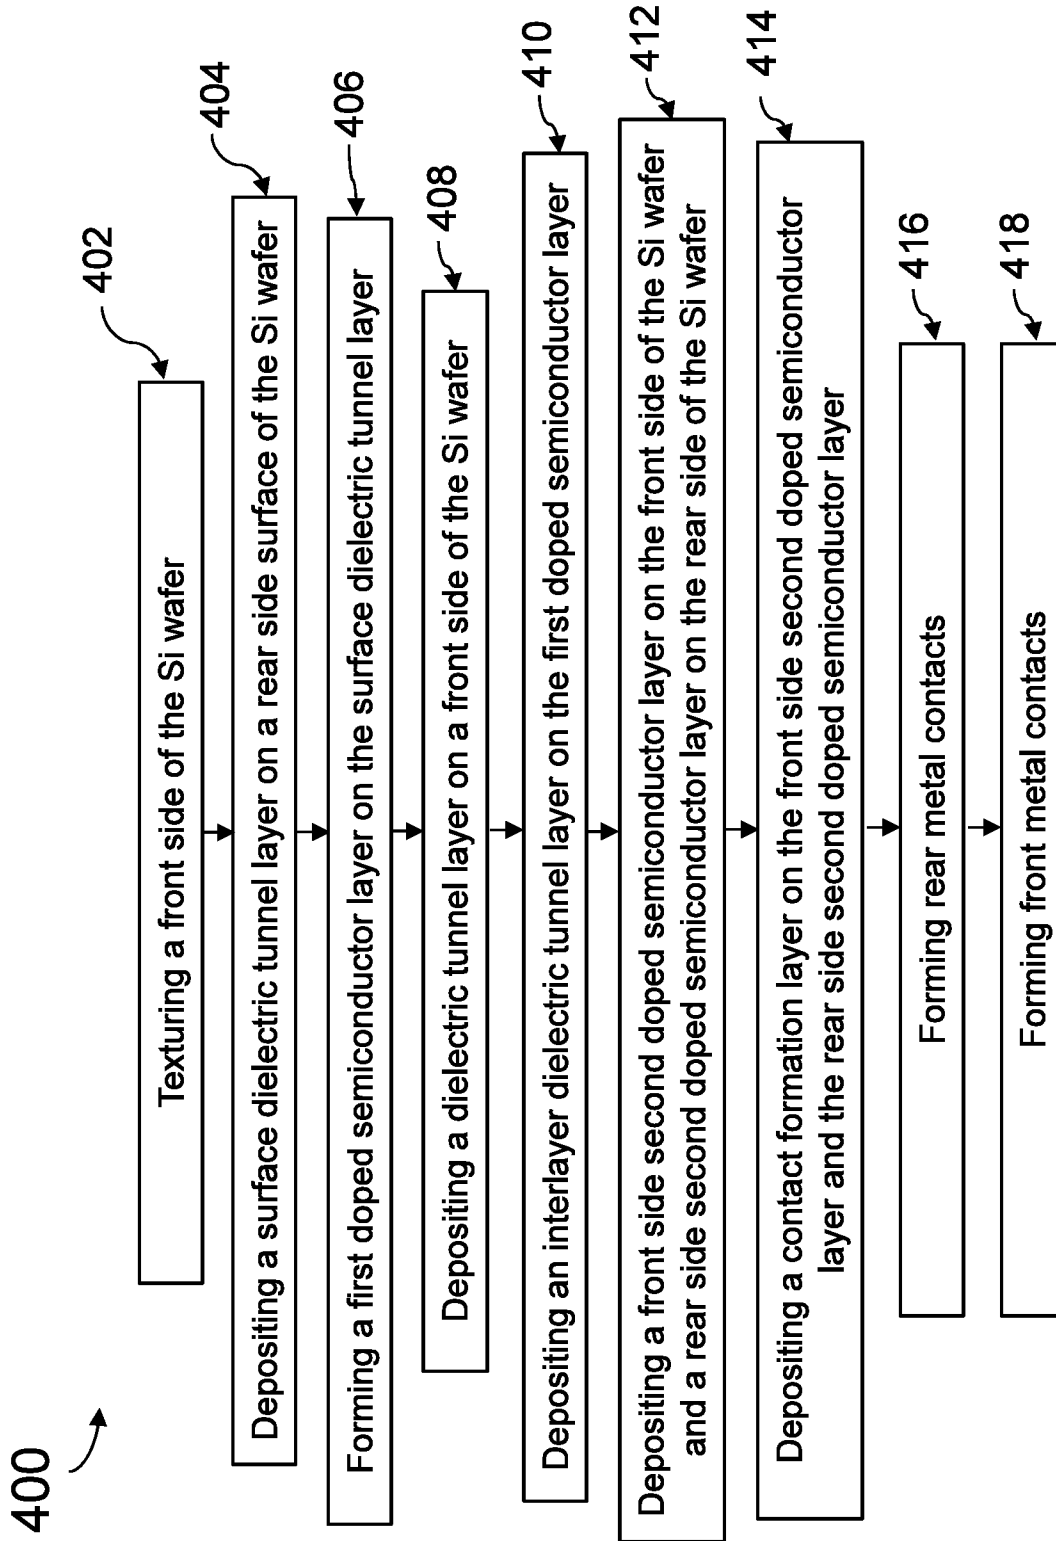 400
402
Texturing a front side of the Si wafer
404
Depositing a surface dielectric tunnel layer on a rear side surface of the Si wafer
406
Forming a first doped semiconductor layer on the surface dielectric tunnel layer
408
Depositing a dielectric tunnel layer on a front side of the Si wafer
410
Depositing an interlayer dielectric tunnel layer on the first doped semiconductor layer
412
Depositing a front side second doped semiconductor layer on the front side of the Si wafer
and a rear side second doped semiconductor layer on the rear side of the Si wafer
414
Depositing a contact formation layer on the front side second doped semiconductor
layer and the rear side second doped semiconductor layer
416
Forming rear metal contacts
418
Forming front metal contacts